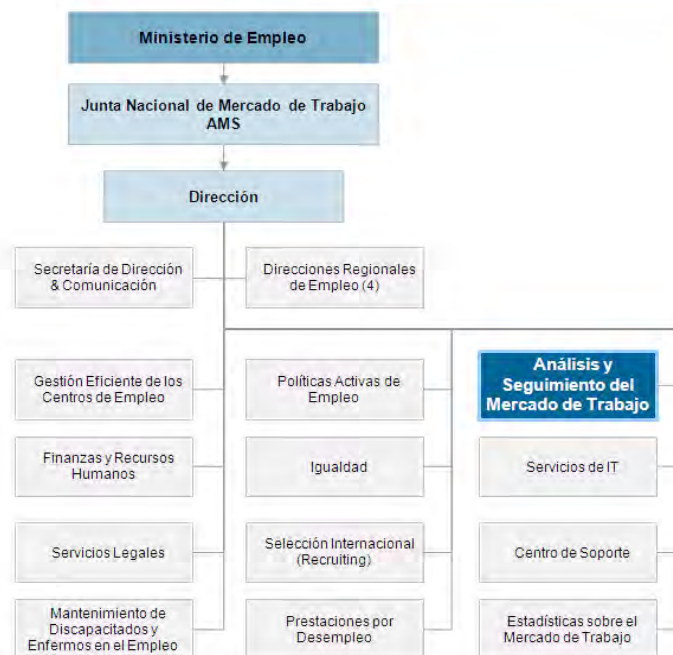 Ministerio de Empleo
Junta Nacional de Mercado de Trabajo
AMS
Dirección
Secretaría de Dirección
& Comunicación
Direcciones Regionales
de Empleo (4)
Gestión Eficiente de los
Centros de Empleo
Políticas Activas de
Empleo
Análisis y
Seguimiento del
Mercado de Trabajo
Finanzas y Recursos
Humanos
Igualdad
Servicios de IT
Servicios Legales
Selección Internacional
(Recruiting)
Centro de Soporte
Mantenimiento de
Discapacitados y
Enfermos en el Empleo
Prestaciones por
Desempleo
Estadísticas sobre el
Mercado de Trabajo